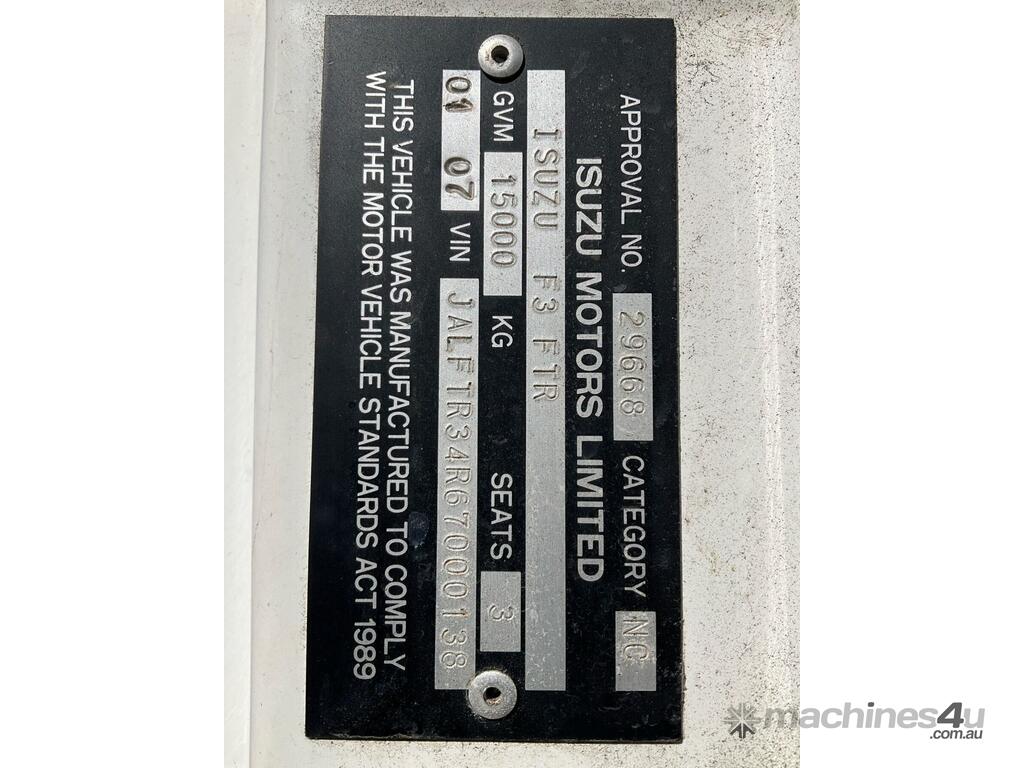 APPROVAL NO. 29668 CATEGORY NC
ISUZU MOTORS LIMITED
ISUZU F3 FTR
GVM 15000 KG SEATS 3
01 07 VIN JALFTR34R67000138
THIS VEHICLE WAS MANUFACTURED TO COMPLY
WITH THE MOTOR VEHICLE STANDARDS ACT 1989
machines4u
.com.au